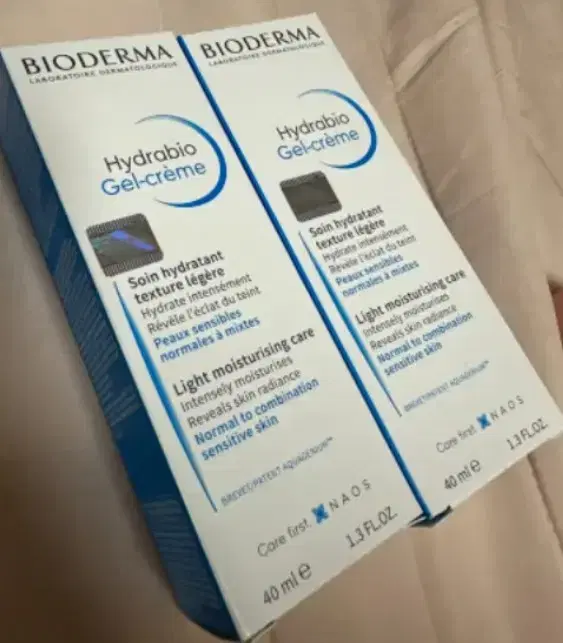 BIODERMA
LABORATOIRE DERMATOLOGIQUE
Hydrabio
Gel-crème
Soin hydratant
texture légère
Hydrate intensément
Révèle l'éclat du teint
Peaux sensibles
normales à mixtes
Light moisturising care
Intensely moisturises
Reveals skin radiance
Normal to combination
sensitive skin
BREVET/PATENT AQUAGENIUM™
Care first. NAOS
40 ml e 1.3 FL.OZ.
BIODERMA
LABORATOIRE DERMATOLOGIQUE
Hydrabio
Gel-crème
Soin hydratant
texture légère
Hydrate intensément
Révèle l'éclat du teint
Peaux sensibles
normales à mixtes
Light moisturising care
Intensely moisturises
Reveals skin radiance
Normal to combination
sensitive skin
BREVET/PATENT AQUAGENIUM™
Care first. NAOS
40 ml e 1.3 FL.OZ.